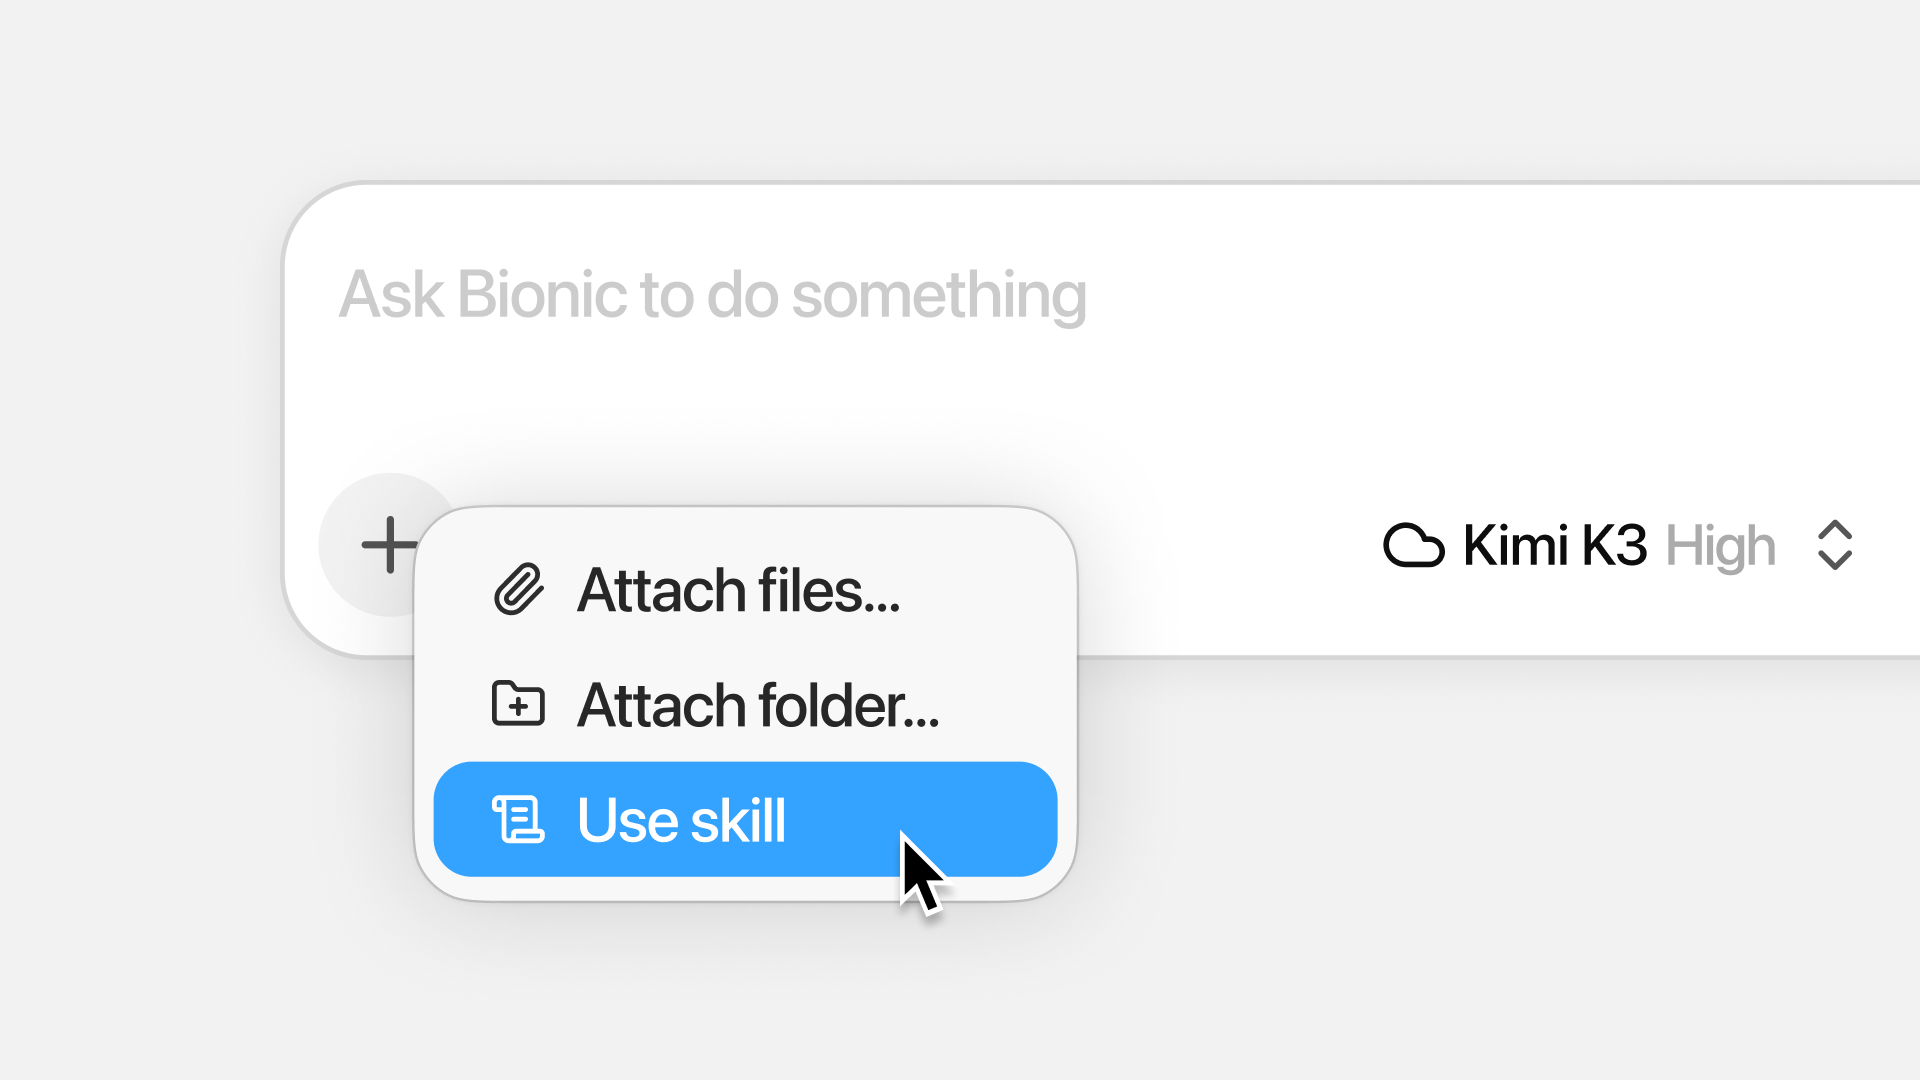 Ask Bionic to do something
Kimi K3 High
Attach files...
Attach folder...
Use skill